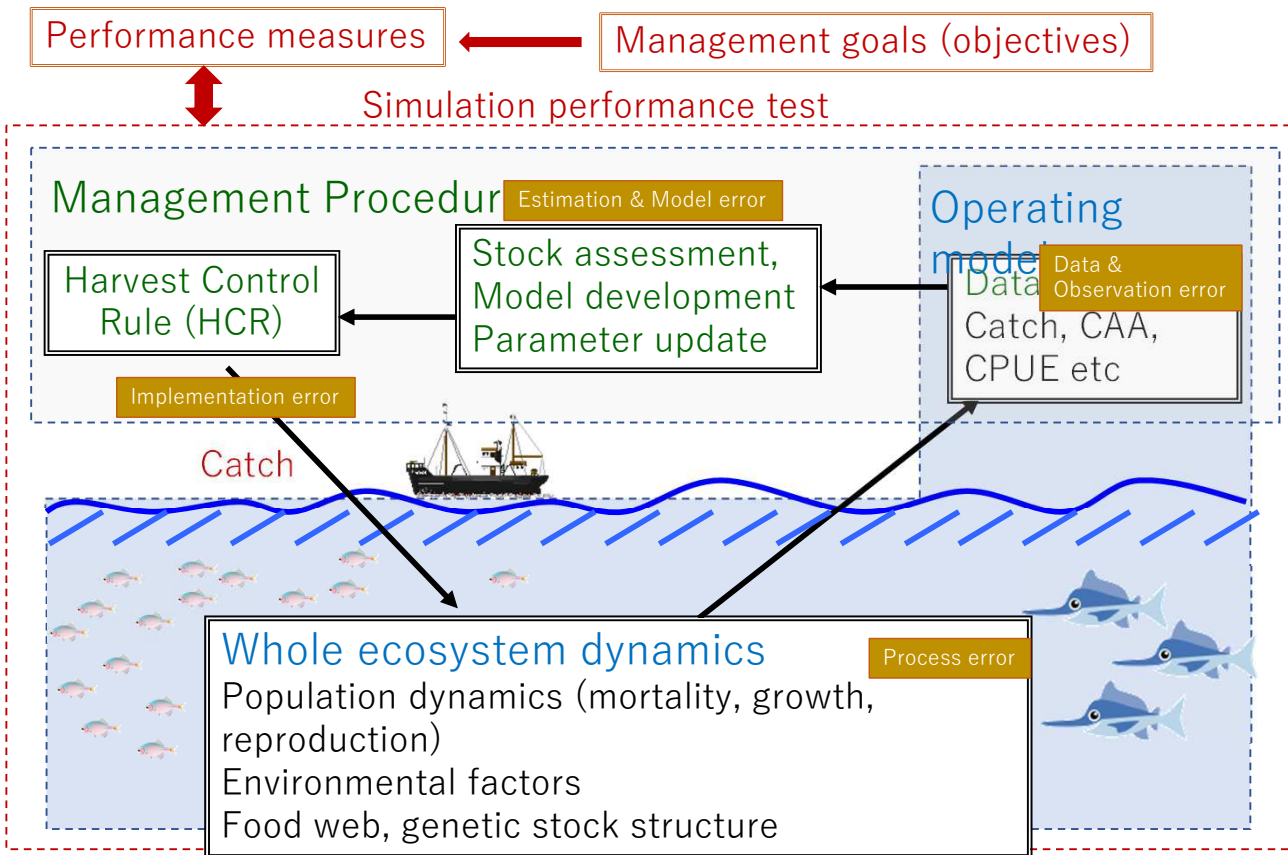 Performance measures
Management goals (objectives)
Simulation performance test
Management Procedur
Estimation & Model error
Operating
model
Harvest Control
Rule (HCR)
Stock assessment,
Model development
Parameter update
Data
Data &
Observation error
Catch, CAA,
CPUE etc
Implementation error
Catch
Whole ecosystem dynamics
Process error
Population dynamics (mortality, growth,
reproduction)
Environmental factors
Food web, genetic stock structure